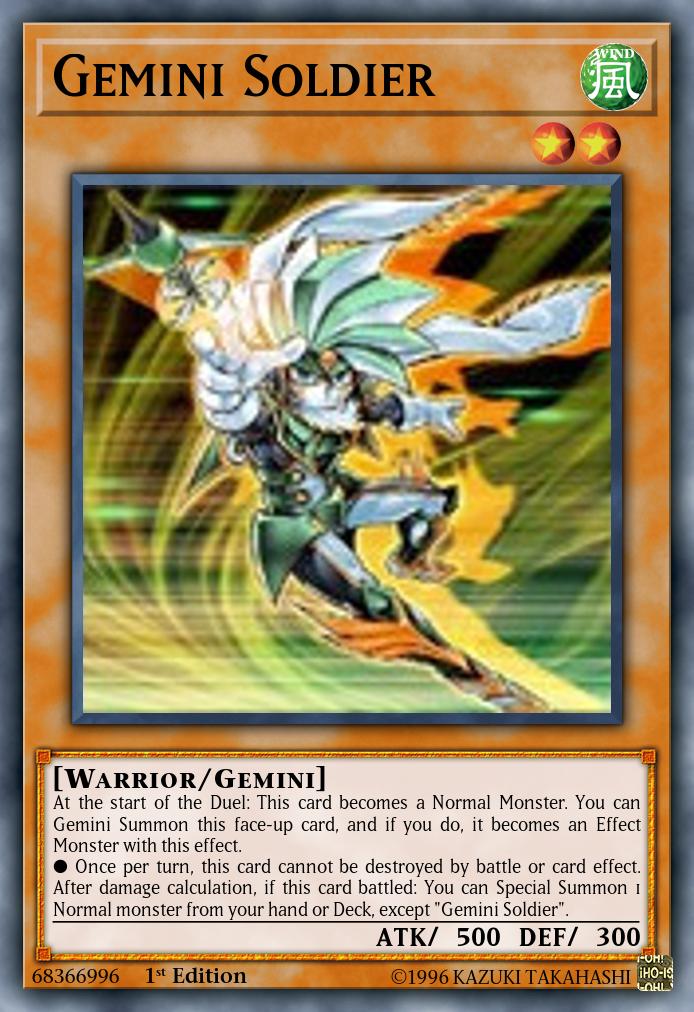 Gemini Soldier
WIND
風
[Warrior/Gemini]
At the start of the Duel: This card becomes a Normal Monster. You can
Gemini Summon this face-up card, and if you do, it becomes an Effect
Monster with this effect.
● Once per turn, this card cannot be destroyed by battle or card effect.
After damage calculation, if this card battled: You can Special Summon 1
Normal monster from your hand or Deck, except "Gemini Soldier".
ATK/ 500 DEF/ 300
68366996 1st Edition ©1996 KAZUKI TAKAHASHI